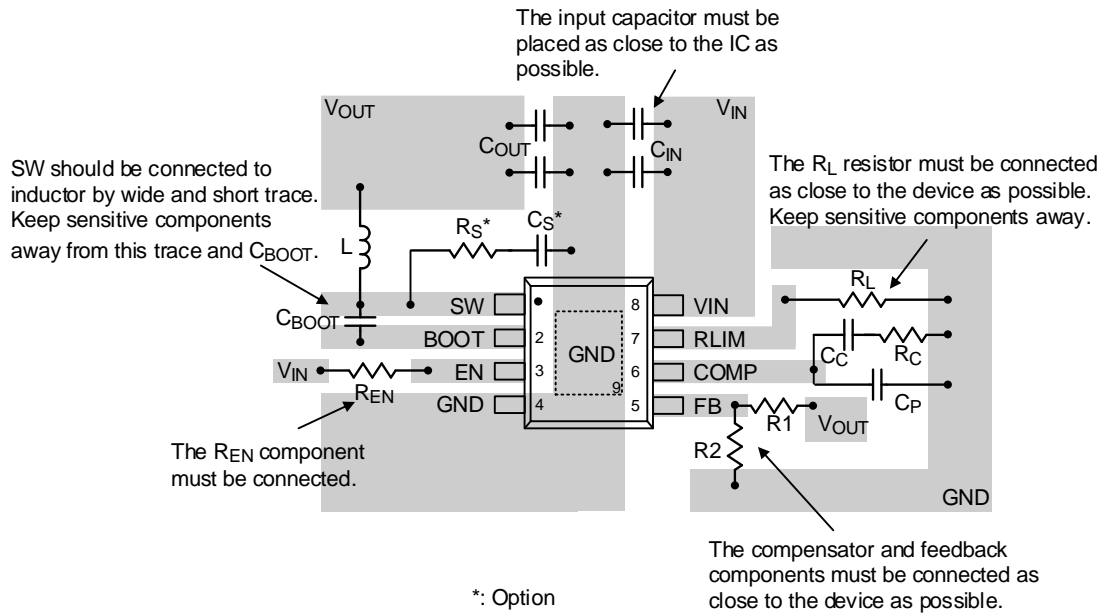 The input capacitor must be
placed as close to the IC as
possible.
VOUT
VIN
COUT
CIN
SW should be connected to
inductor by wide and short trace.
Keep sensitive components
away from this trace and CBOOT.
The RL resistor must be connected
as close to the device as possible.
Keep sensitive components away.
L
RS*
CS*
RL
CBOOT
SW
8
VIN
BOOT
2
GND
7
RLIM
CC
RC
VIN
REN
EN
3
6
COMP
CP
GND
4
9
5
FB
R1
VOUT
R2
The REN component
must be connected.
GND
The compensator and feedback
components must be connected as
close to the device as possible.
*: Option